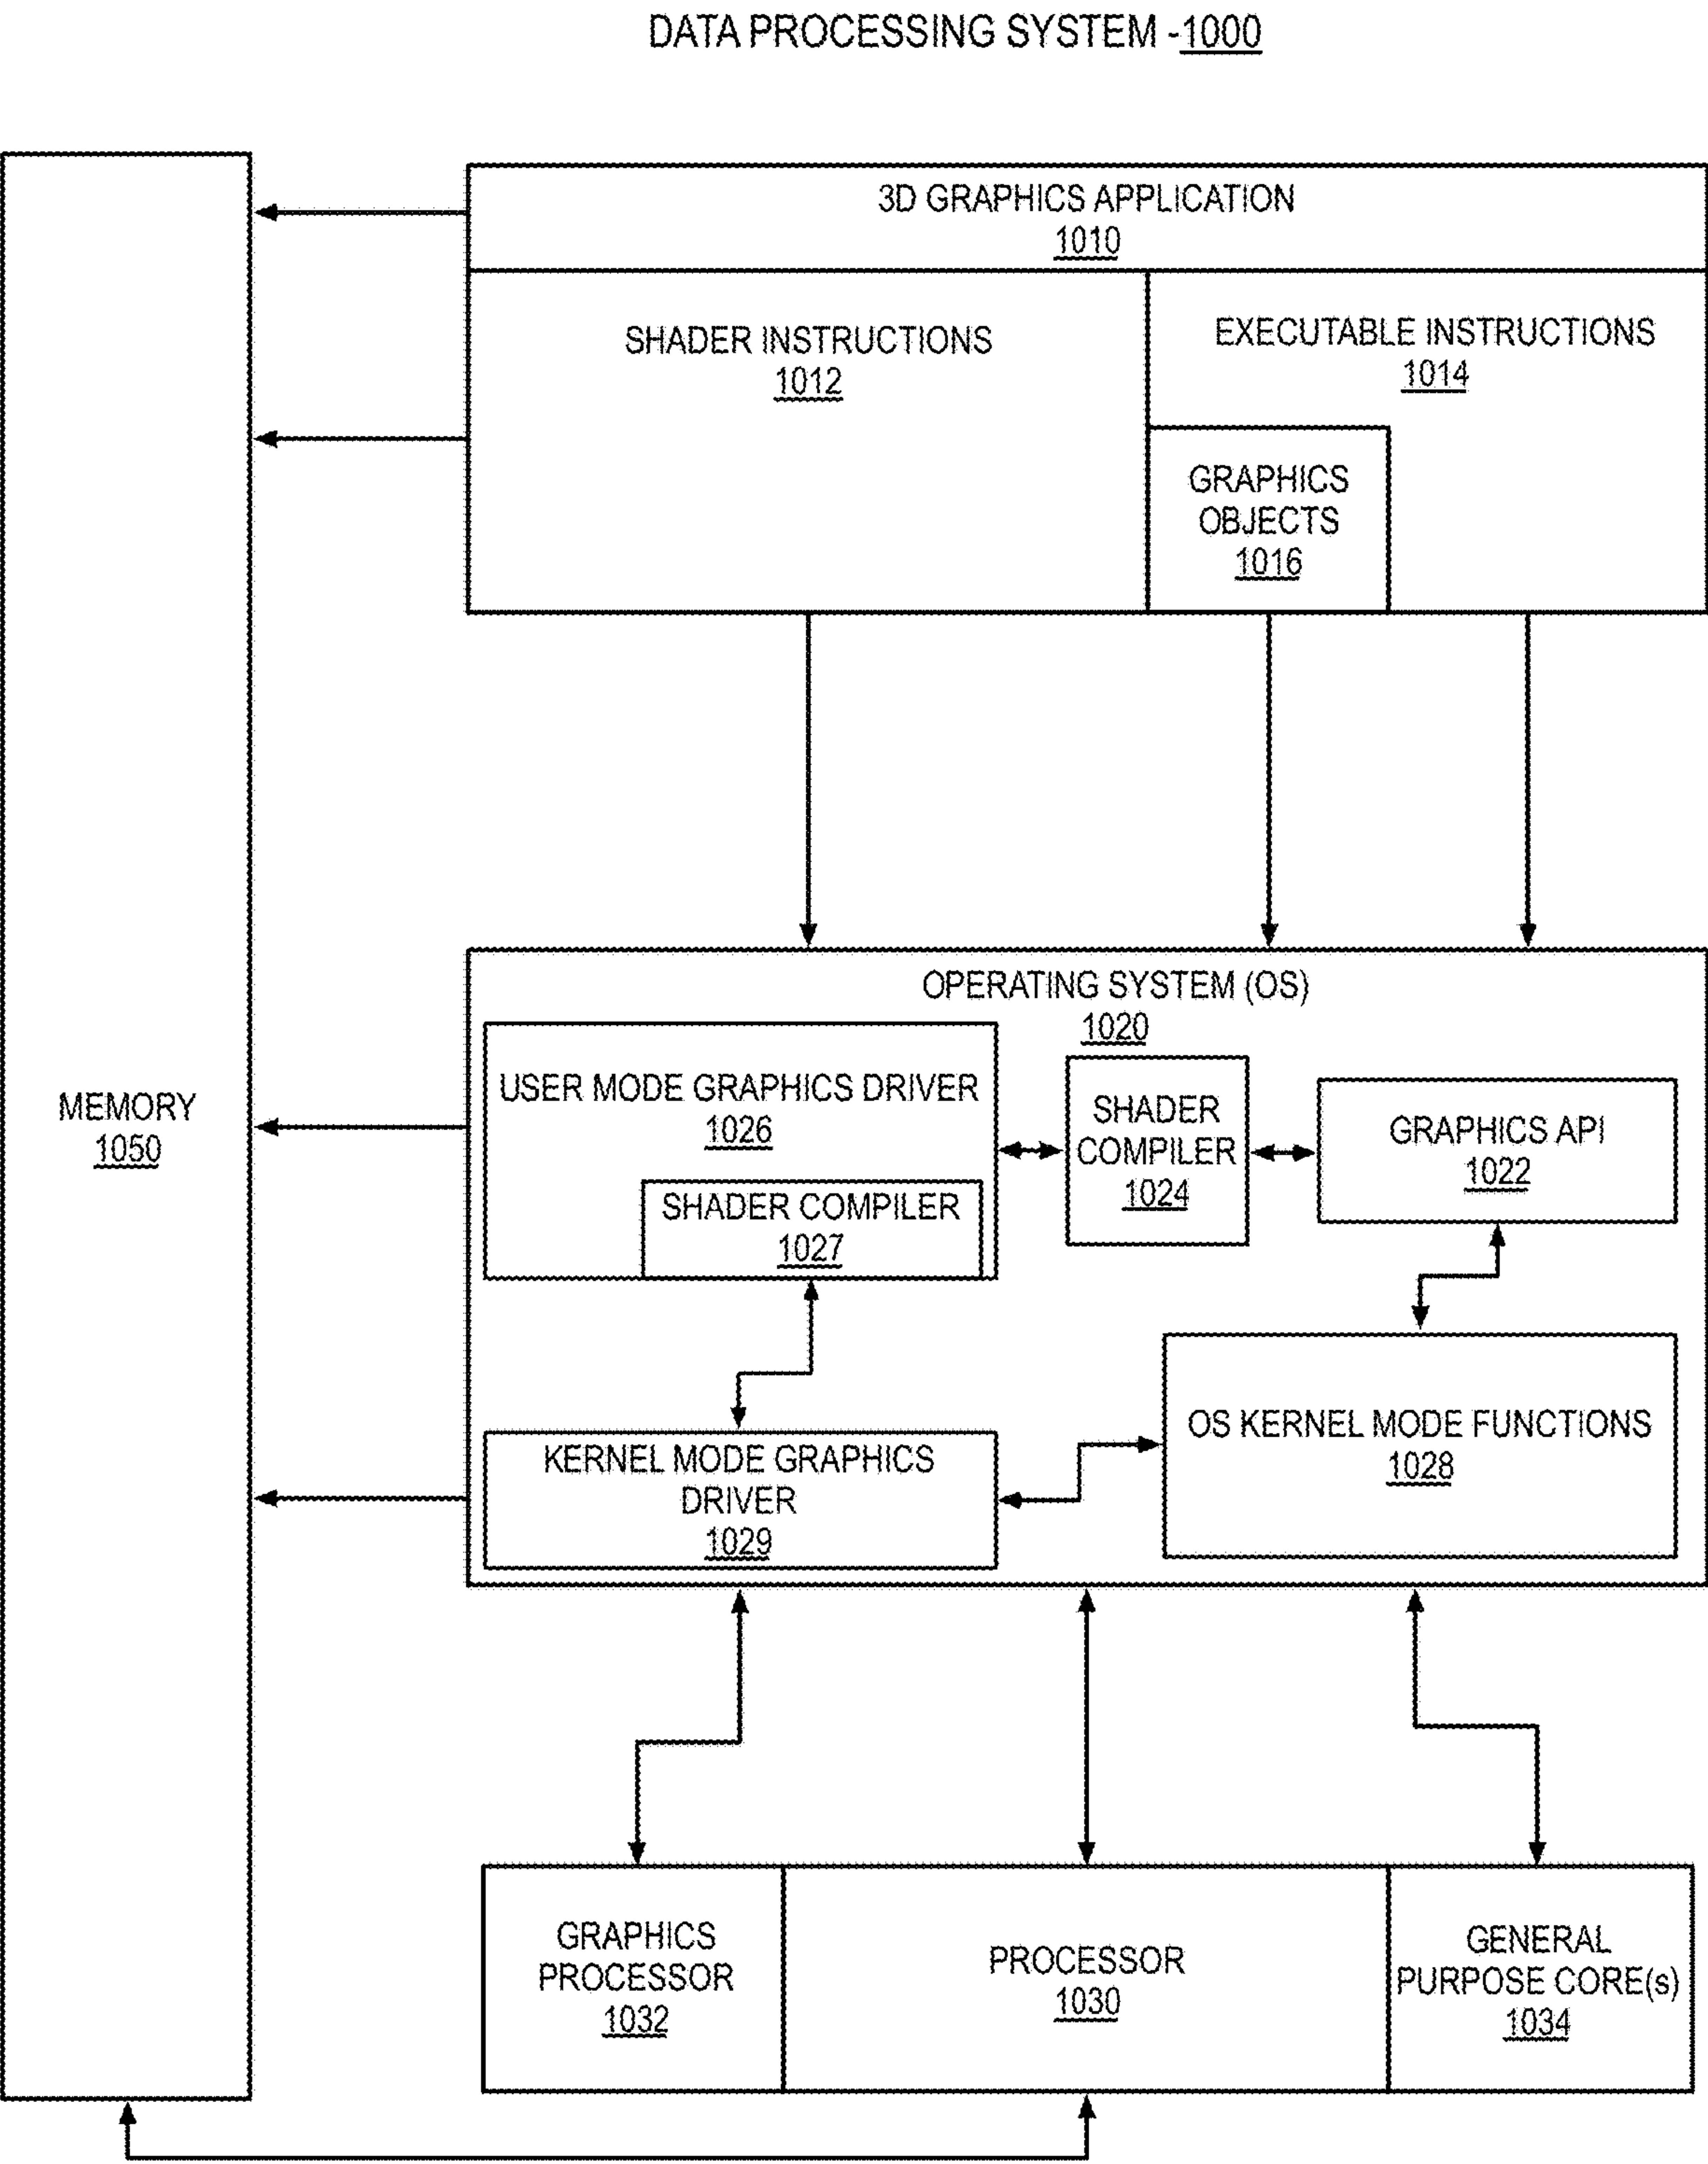 DATA PROCESSING SYSTEM -1000
3D GRAPHICS APPLICATION
1010
SHADER INSTRUCTIONS
1012
EXECUTABLE INSTRUCTIONS
1014
GRAPHICS
OBJECTS
1016
MEMORY
1050
OPERATING SYSTEM (OS)
1020
USER MODE GRAPHICS DRIVER
1026
SHADER COMPILER
1027
SHADER
COMPILER
1024
GRAPHICS API
1022
KERNEL MODE GRAPHICS
DRIVER
1029
OS KERNEL MODE FUNCTIONS
1028
GRAPHICS
PROCESSOR
1032
PROCESSOR
1030
GENERAL
PURPOSE CORE(s)
1034